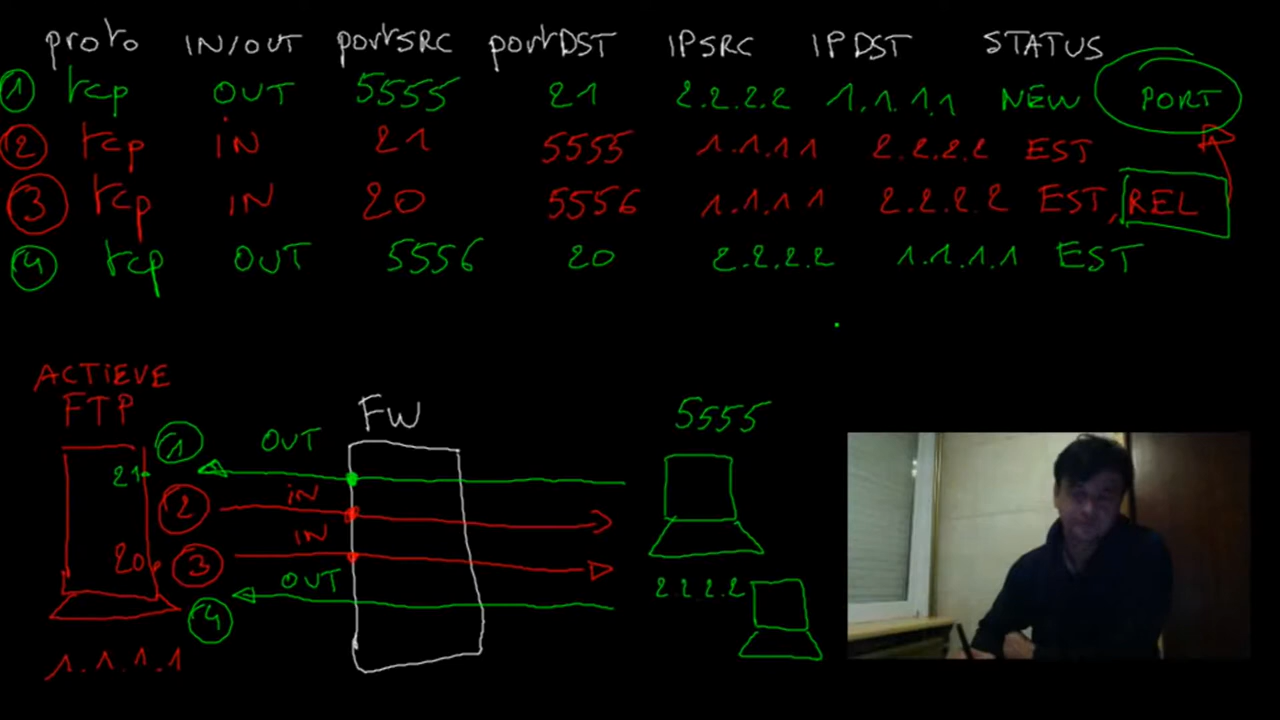 proto IN/OUT portSRC portDST IPSRC IPDST STATUS
1 tcp OUT 5555 21 2.2.2.2 1.1.1.1 NEW PORT
2 tcp iN 21 5555 1.1.1.1 2.2.2.2 EST
3 tcp IN 20 5556 1.1.1.1 2.2.2.2 EST, REL
4 tcp OUT 5556 20 2.2.2.2 1.1.1.1 EST
ACTiEVE
FTP
FW
5555
1 OUT
21
2 iN
IN
20 3
OUT
2.2.2.2
4
1.1.1.1